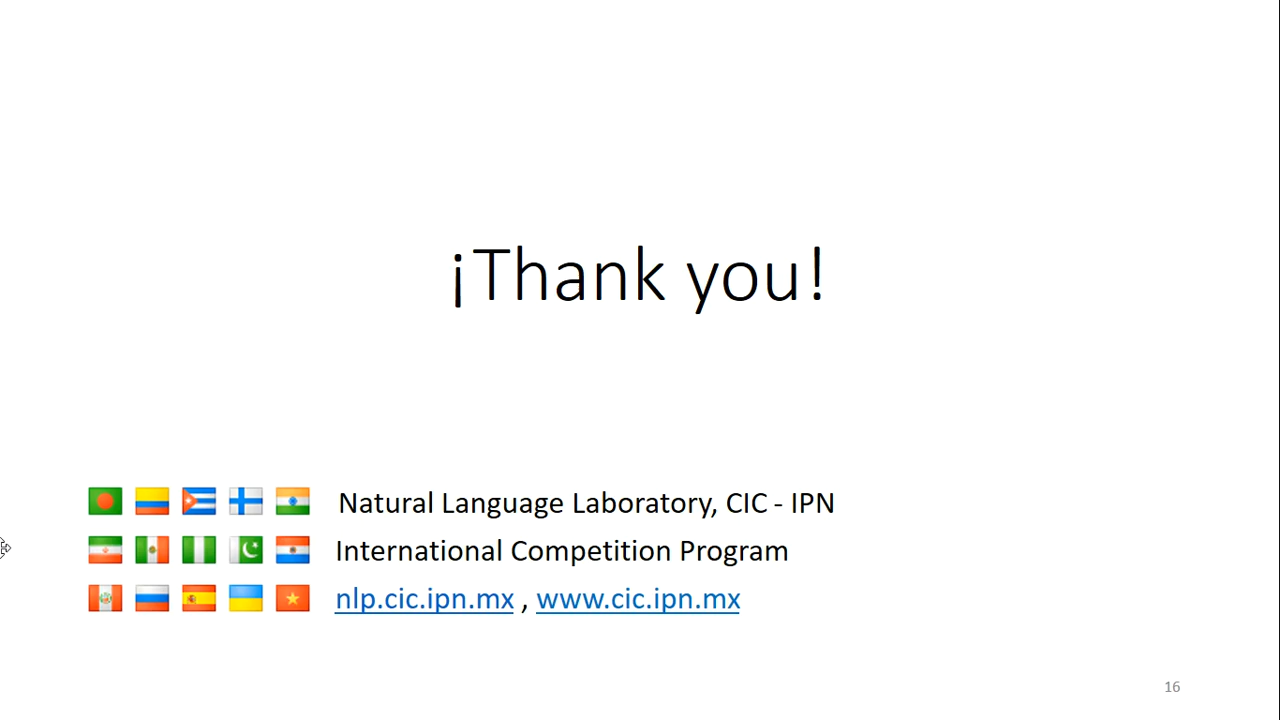 ¡Thank you!
Natural Language Laboratory, CIC - IPN
International Competition Program
nlp.cic.ipn.mx , www.cic.ipn.mx
16